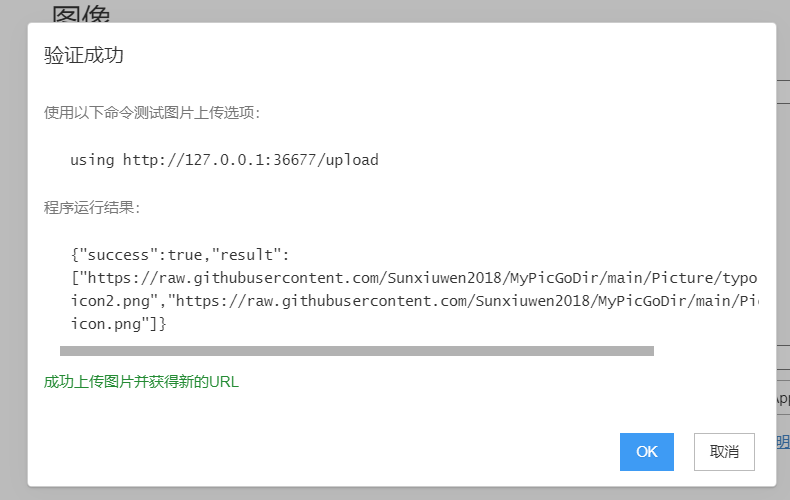 图像
验证成功
使用以下命令测试图片上传选项：
using http://127.0.0.1:36677/upload
程序运行结果：
{"success":true,"result":
["https://raw.githubusercontent.com/Sunxiuwen2018/MyPicGoDir/main/Picture/typo
icon2.png","https://raw.githubusercontent.com/Sunxiuwen2018/MyPicGoDir/main/Pi
icon.png"]}
成功上传图片并获得新的URL
App
明
OK 取消